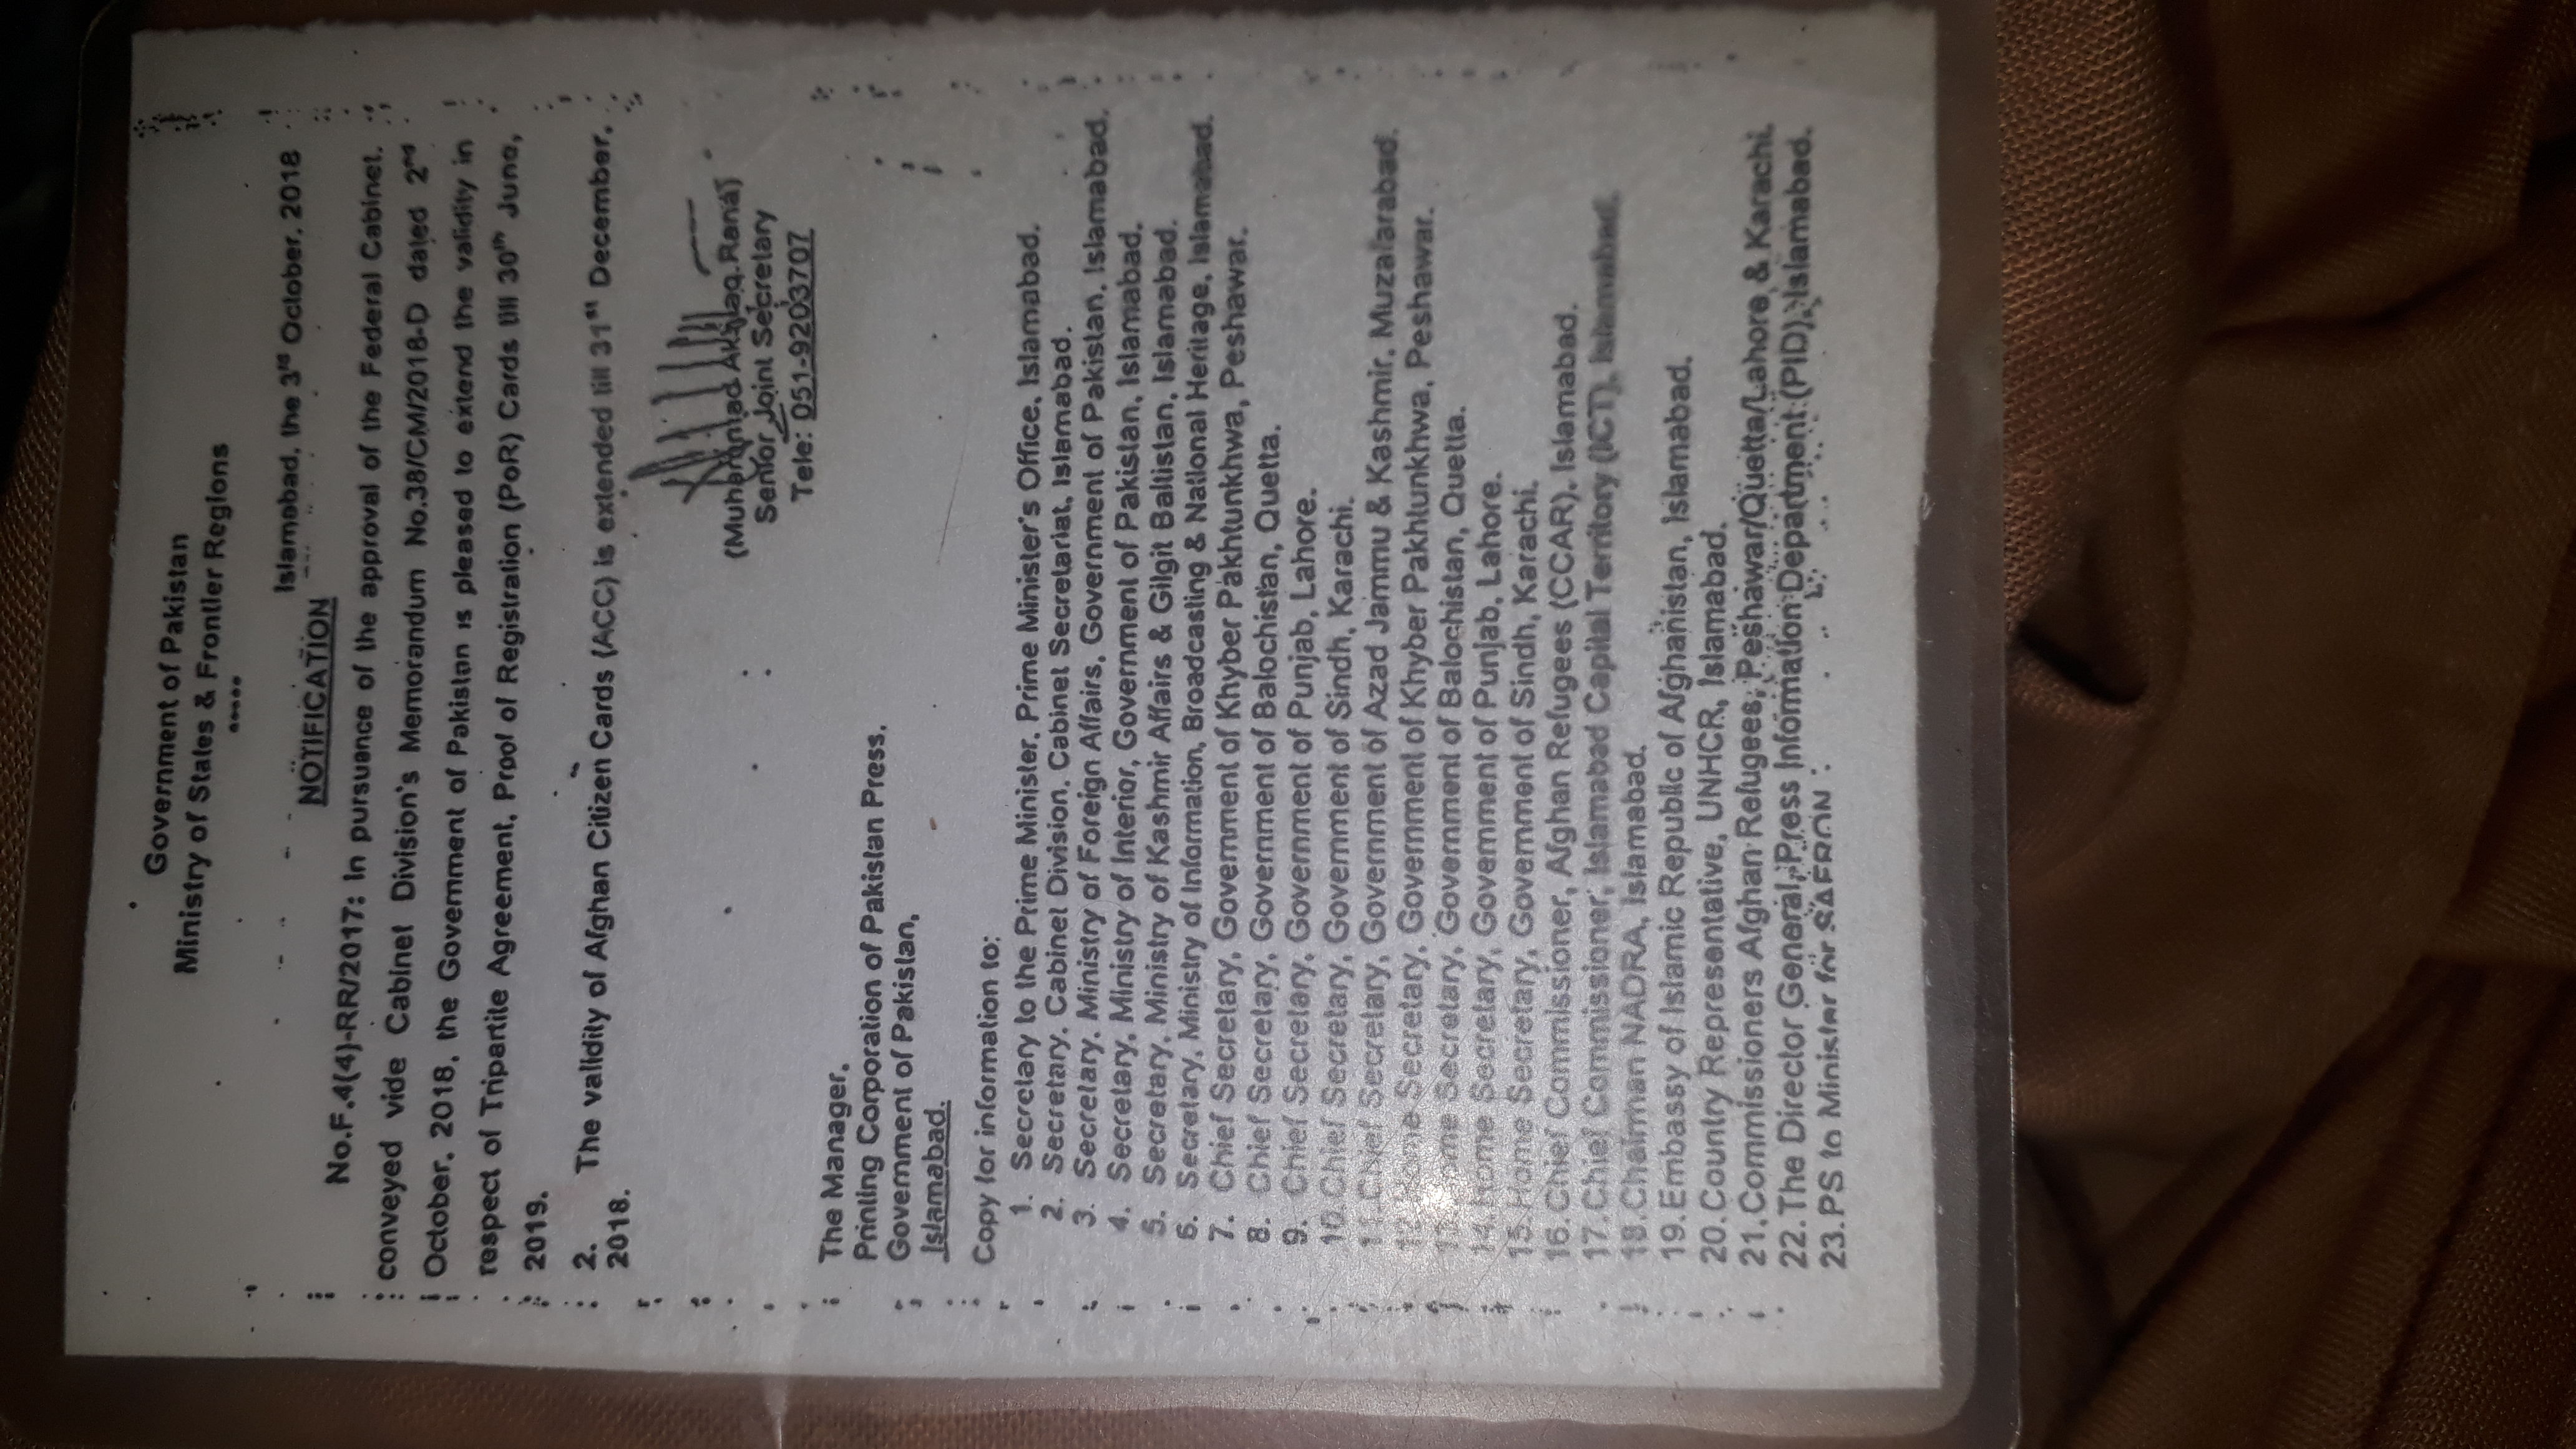 Government of Pakistan
Ministry of States & Frontier Regions
*****
Islamabad, the 3rd October, 2018
NOTIFICATION
No.F.4(4)-RR/2017: In pursuance of the approval of the Federal Cabinet,
conveyed vide Cabinet Division's Memorandum No.38/CM/2018-D dated 2nd
October, 2018, the Government of Pakistan is pleased to extend the validity in
respect of Tripartite Agreement, Proof of Registration (PoR) Cards till 30th June,
2019.
2. The validity of Afghan Citizen Cards (ACC) is extended till 31st December,
2018.
(Muhammad Akhlaq Rana)
Senior Joint Secretary
Tele: 051-9203707
The Manager,
Printing Corporation of Pakistan Press,
Government of Pakistan,
Islamabad.
Copy for information to:
1. Secretary to the Prime Minister, Prime Minister's Office, Islamabad.
2. Secretary, Cabinet Division, Cabinet Secretariat, Islamabad.
3. Secretary, Ministry of Foreign Affairs, Government of Pakistan, Islamabad.
4. Secretary, Ministry of Interior, Government of Pakistan, Islamabad.
5. Secretary, Ministry of Kashmir Affairs & Gilgit Baltistan, Islamabad.
6. Secretary, Ministry of Information, Broadcasting & National Heritage, Islamabad.
7. Chief Secretary, Government of Khyber Pakhtunkhwa, Peshawar.
8. Chief Secretary, Government of Balochistan, Quetta.
9. Chief Secretary, Government of Punjab, Lahore.
10. Chief Secretary, Government of Sindh, Karachi.
11. Chief Secretary, Government of Azad Jammu & Kashmir, Muzafarabad.
12. Home Secretary, Government of Khyber Pakhtunkhwa, Peshawar.
13. Home Secretary, Government of Balochistan, Quetta.
14. Home Secretary, Government of Punjab, Lahore.
15. Home Secretary, Government of Sindh, Karachi.
16. Chief Commissioner, Afghan Refugees (CCAR), Islamabad.
17. Chief Commissioner, Islamabad Capital Territory (ICT), Islamabad.
18. Chairman NADRA, Islamabad.
19. Embassy of Islamic Republic of Afghanistan, Islamabad.
20. Country Representative, UNHCR, Islamabad.
21. Commissioners Afghan Refugees, Peshawar/Quetta/Lahore & Karachi.
22. The Director General, Press Information Department (PID), Islamabad.
23. PS to Minister for SAFRON